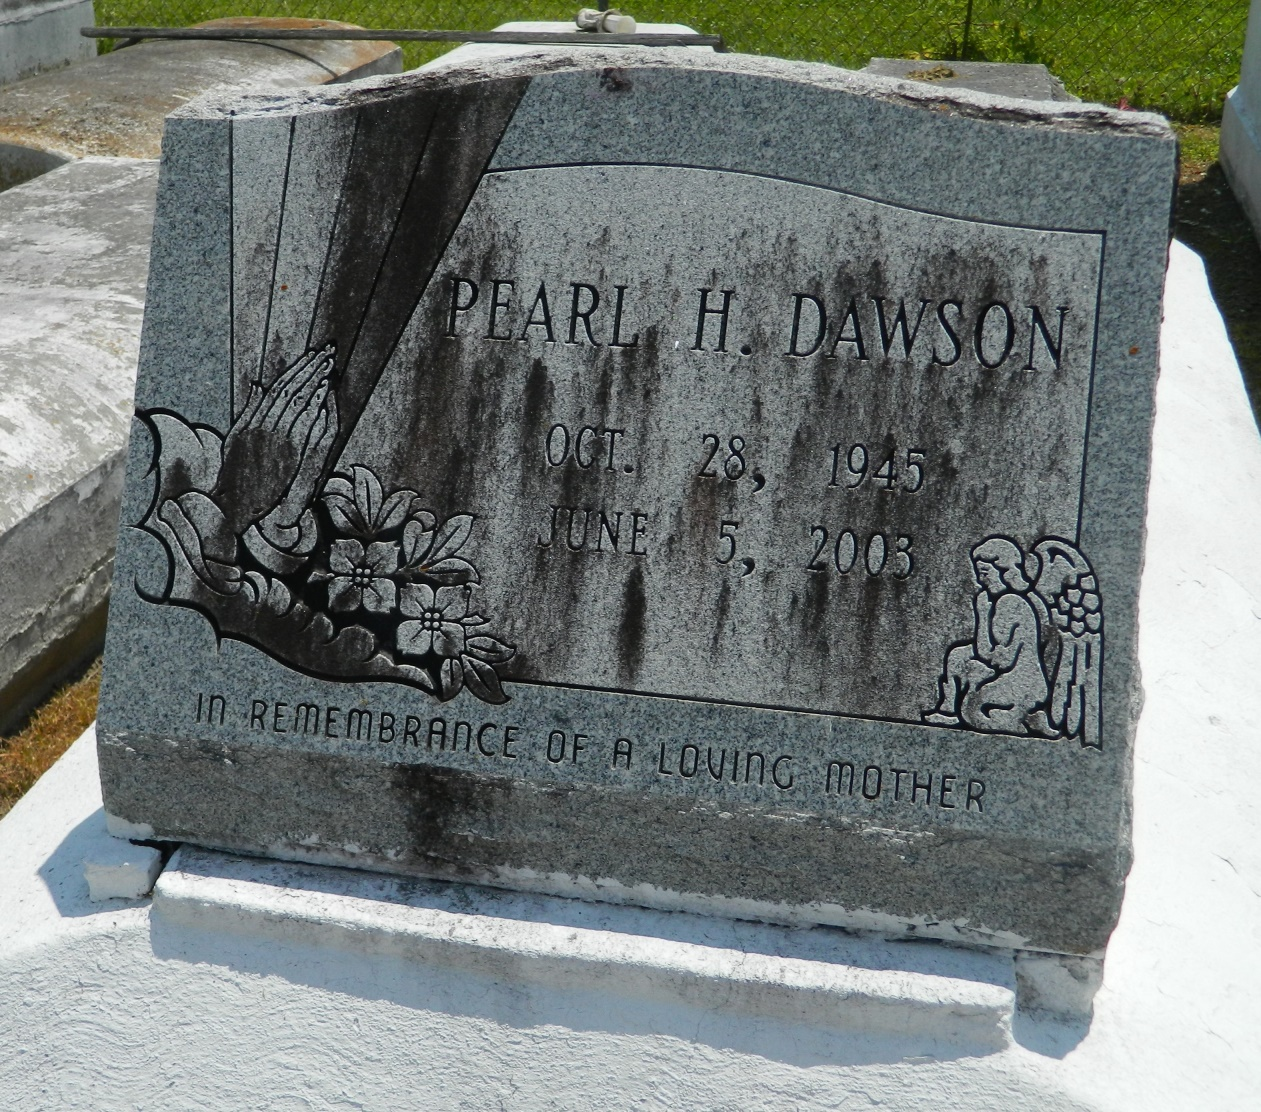 PEARL H. DAWSON
OCT. 28, 1945
JUNE 5, 2003
IN REMEMBRANCE OF A LOVING MOTHER